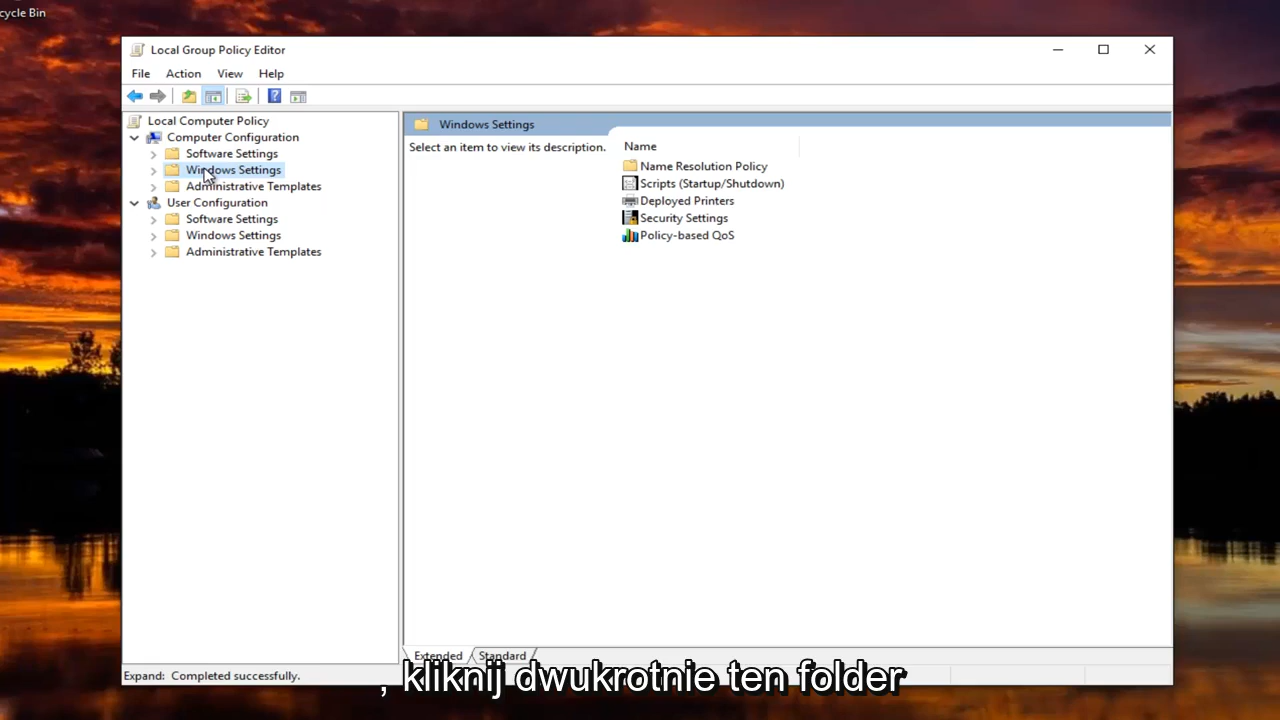 cycle Bin
Local Group Policy Editor
File Action View Help
Local Computer Policy
Computer Configuration
Software Settings
Windows Settings
Administrative Templates
User Configuration
Software Settings
Windows Settings
Administrative Templates
Windows Settings
Select an item to view its description.
Name
Name Resolution Policy
Scripts (Startup/Shutdown)
Deployed Printers
Security Settings
Policy-based QoS
Extended Standard
Expand: Completed successfully.
, kliknij dwukrotnie ten folder